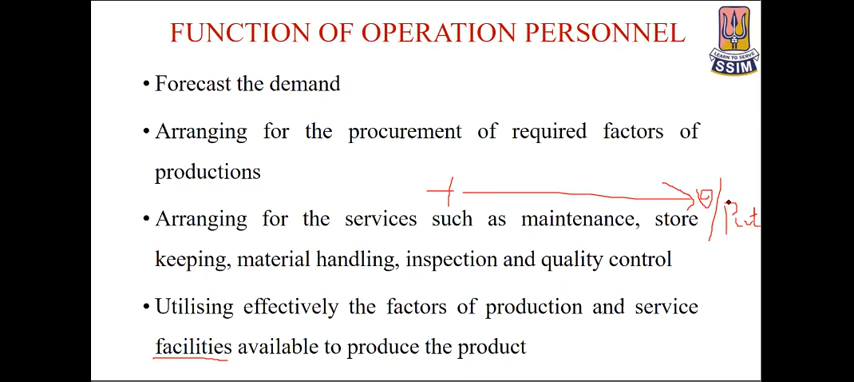 FUNCTION OF OPERATION PERSONNEL
LEARN TO SERVE
SSIM
• Forecast the demand
• Arranging for the procurement of required factors of
productions
• Arranging for the services such as maintenance, store
keeping, material handling, inspection and quality control
• Utilising effectively the factors of production and service
facilities available to produce the product